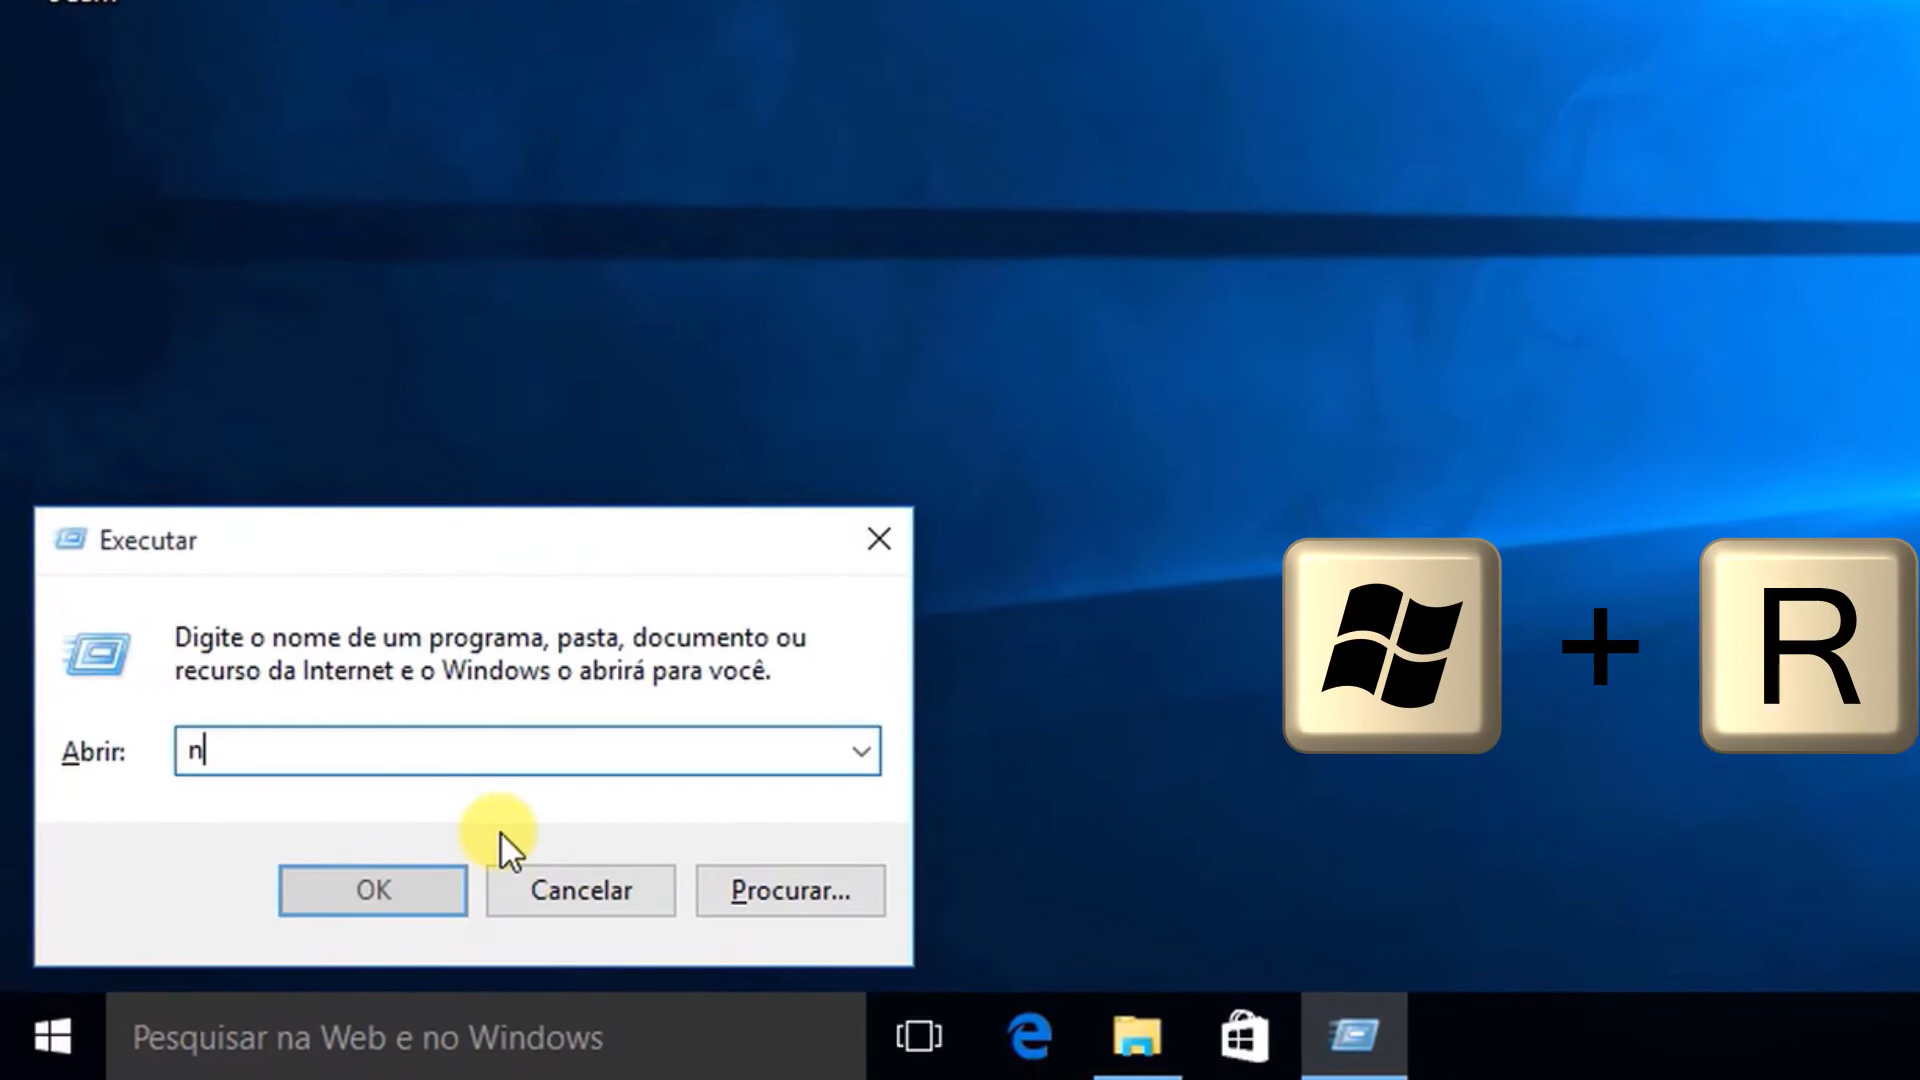 Executar
Digite o nome de um programa, pasta, documento ou
recurso da Internet e o Windows o abrirá para você.
Abrir: n
OK Cancelar Procurar...
+ R
Pesquisar na Web e no Windows